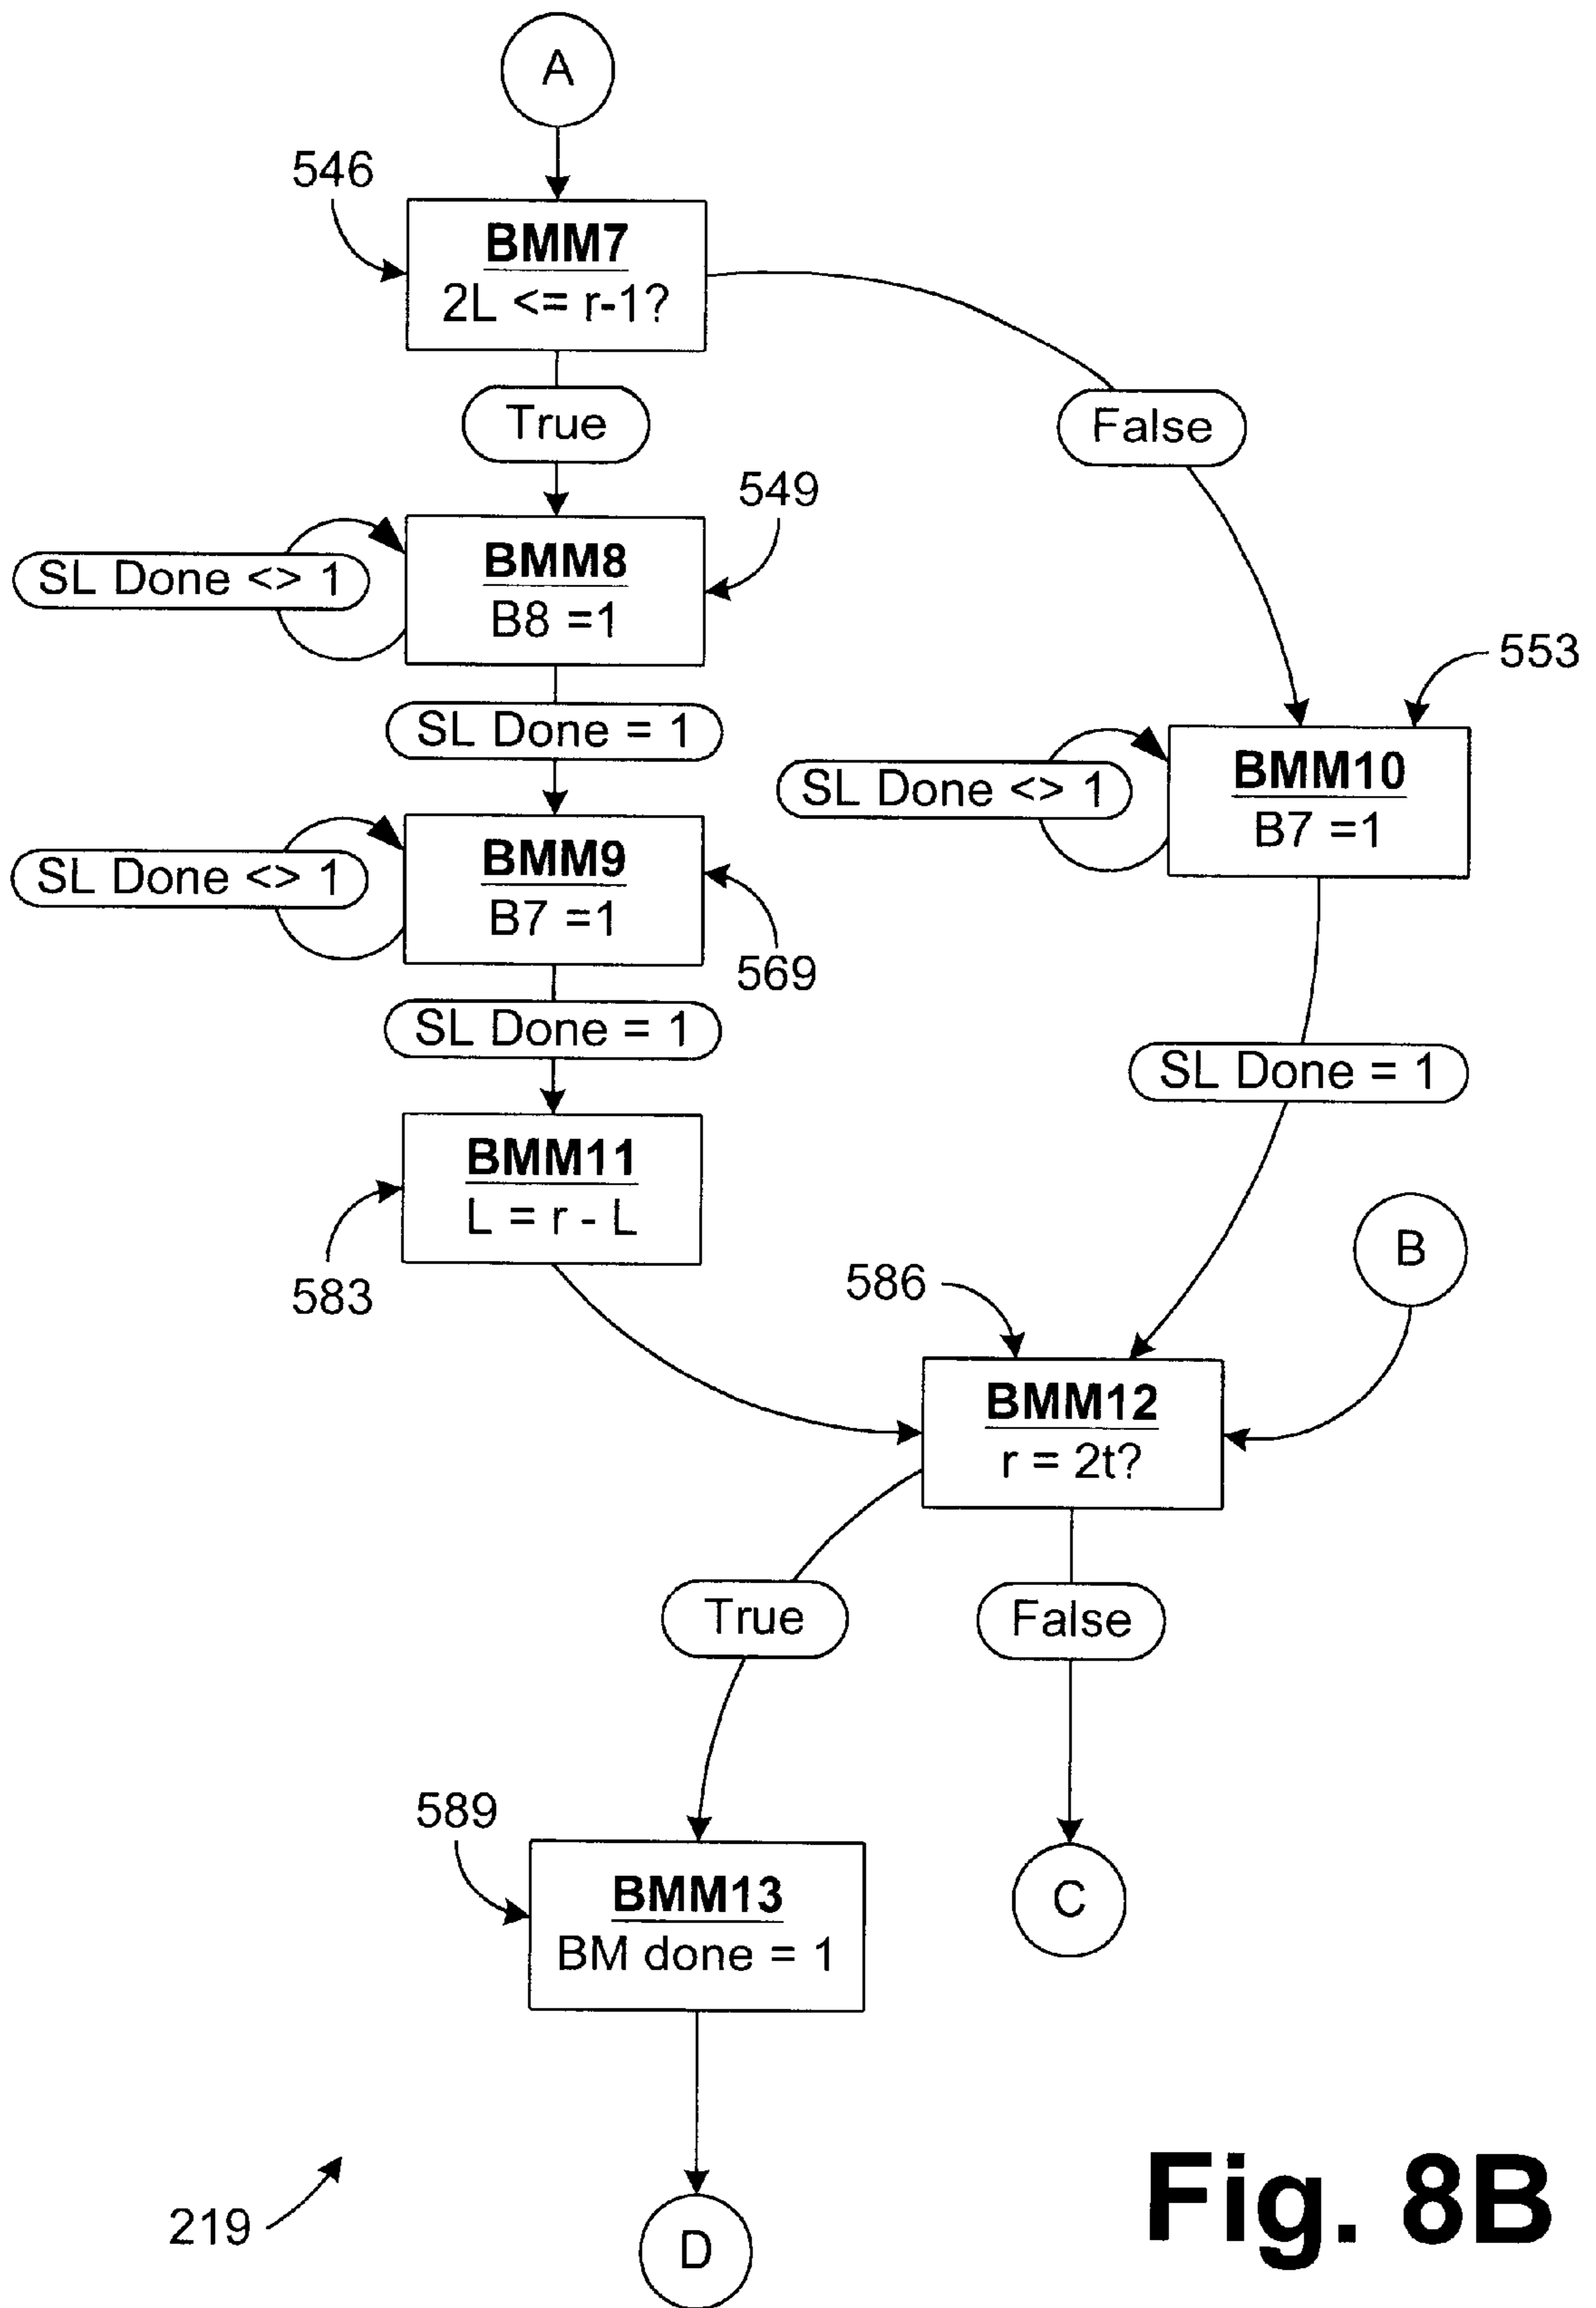 A
546
BMM7
2L <= r-1?
True
False
549
SL Done <> 1
BMM8
B8 =1
553
SL Done = 1
SL Done <> 1
BMM10
B7 =1
SL Done <> 1
BMM9
B7 =1
569
SL Done = 1
SL Done = 1
BMM11
L = r - L
583
B
586
BMM12
r = 2t?
True
False
589
BMM13
BM done = 1
C
219
D
Fig. 8B